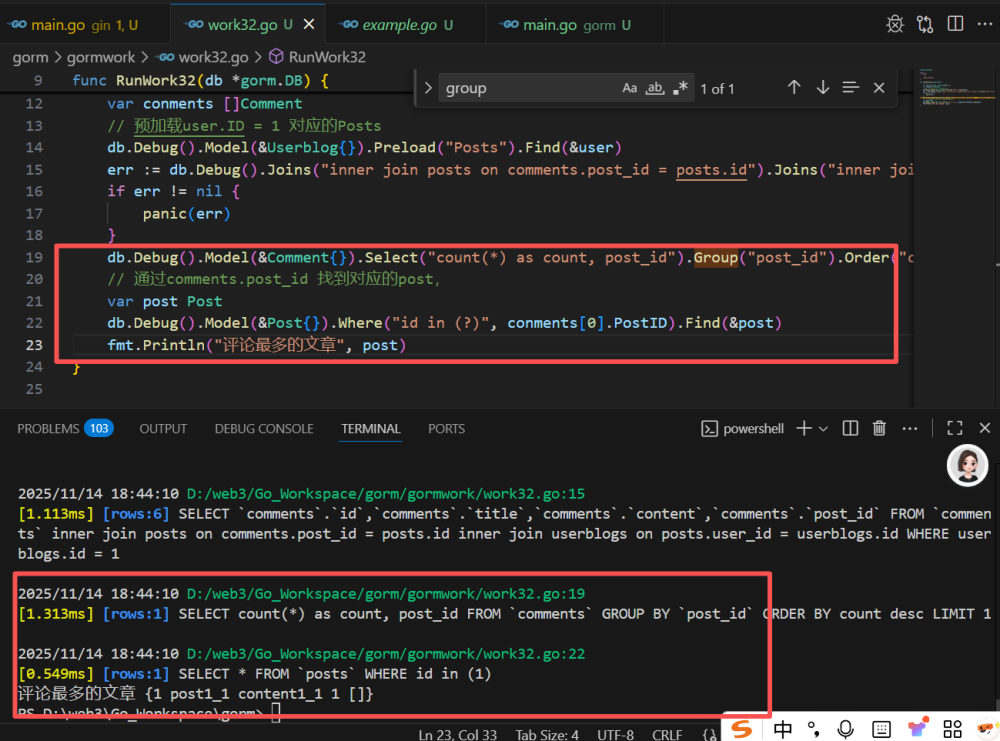 main.go gin 1, U
work32.go U
example.go U
main.go gorm U
gorm > gormwork > work32.go > RunWork32
group
Aa ab .* 1 of 1
9 func RunWork32(db *gorm.DB) {
12 var conments []Comment
13 // 预加载user.ID = 1 对应的Posts
14 db.Debug().Model(&Userblog{}).Preload("Posts").Find(&user)
15 err := db.Debug().Joins("inner join posts on comments.post_id = posts.id").Joins("inner joi
16 if err != nil {
17 panic(err)
18 }
19 db.Debug().Model(&Comment{}).Select("count(*) as count, post_id").Group("post_id").Order("c
20 // 通过comments.post_id 找到对应的post,
21 var post Post
22 db.Debug().Model(&Post{}).Where("id in (?)", conments[0].PostID).Find(&post)
23 fmt.Println("评论最多的文章", post)
24 }
25
PROBLEMS 103 OUTPUT DEBUG CONSOLE TERMINAL PORTS
powershell
2025/11/14 18:44:10 D:/web3/Go_Workspace/gorm/gormwork/work32.go:15
[1.113ms] [rows:6] SELECT `comments`.`id`,`comments`.`title`,`comments`.`content`,`comments`.`post_id` FROM `commen
ts` inner join posts on comments.post_id = posts.id inner join userblogs on posts.user_id = userblogs.id WHERE user
blogs.id = 1
2025/11/14 18:44:10 D:/web3/Go_Workspace/gorm/gormwork/work32.go:19
[1.313ms] [rows:1] SELECT count(*) as count, post_id FROM `comments` GROUP BY `post_id` ORDER BY count desc LIMIT 1
2025/11/14 18:44:10 D:/web3/Go_Workspace/gorm/gormwork/work32.go:22
[0.549ms] [rows:1] SELECT * FROM `posts` WHERE id in (1)
评论最多的文章 {1 post1_1 content1_1 1 []}
PS D:\web3\Go_Workspace\gorm>
Ln 23, Col 33 Tab Size: 4 UTF-8 CRLF {}
S 中 °,